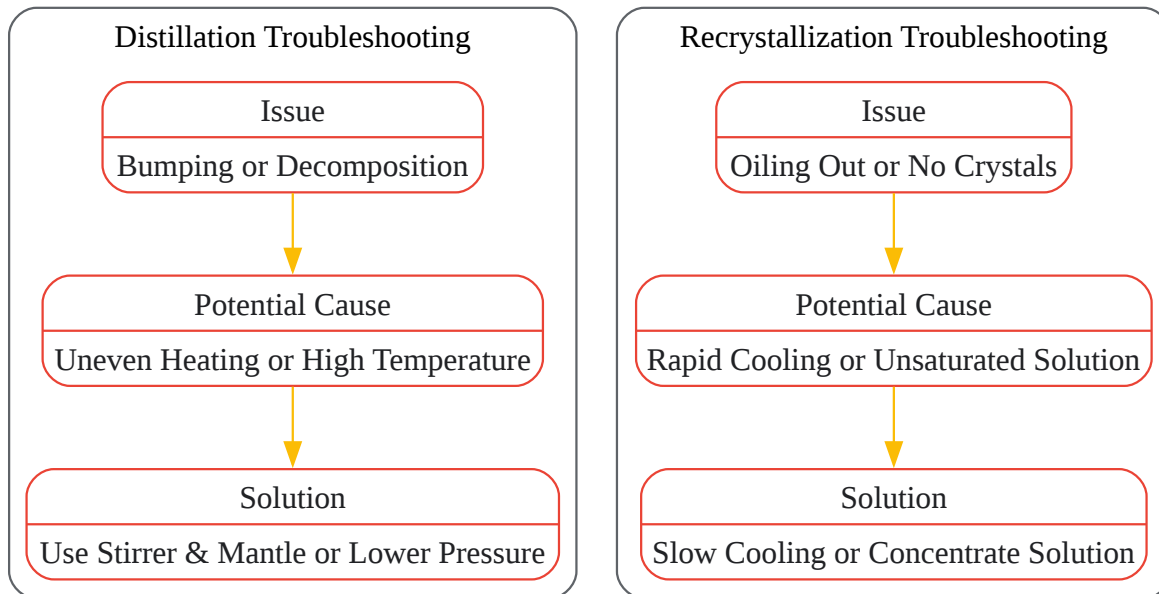 Distillation Troubleshooting
Issue
Bumping or Decomposition
Potential Cause
Uneven Heating or High Temperature
Solution
Use Stirrer & Mantle or Lower Pressure
Recrystallization Troubleshooting
Issue
Oiling Out or No Crystals
Potential Cause
Rapid Cooling or Unsaturated Solution
Solution
Slow Cooling or Concentrate Solution